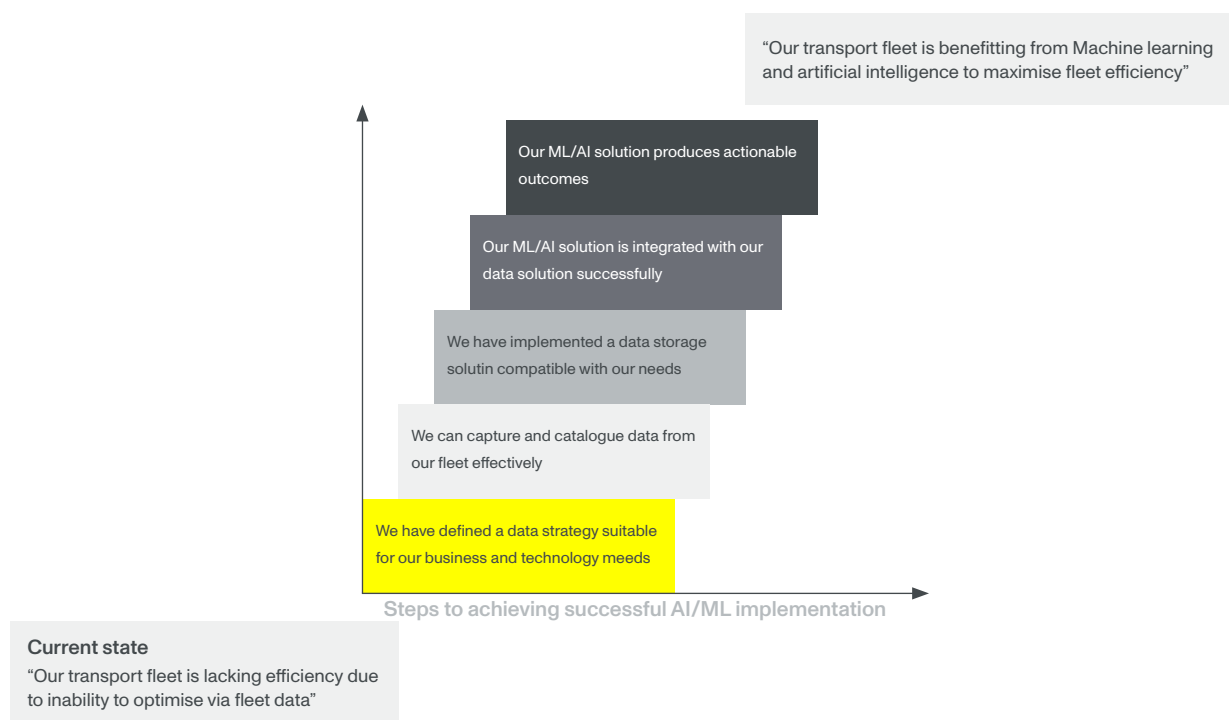 “Our transport fleet is benefitting from Machine learning
and artificial intelligence to maximise fleet efficiency”
Our ML/AI solution produces actionable
outcomes
Our ML/AI solution is integrated with our
data solution successfully
We have implemented a data storage
solutin compatible with our needs
We can capture and catalogue data from
our fleet effectively
We have defined a data strategy suitable
for our business and technology meeds
Steps to achieving successful AI/ML implementation
Current state
“Our transport fleet is lacking efficiency due
to inability to optimise via fleet data”